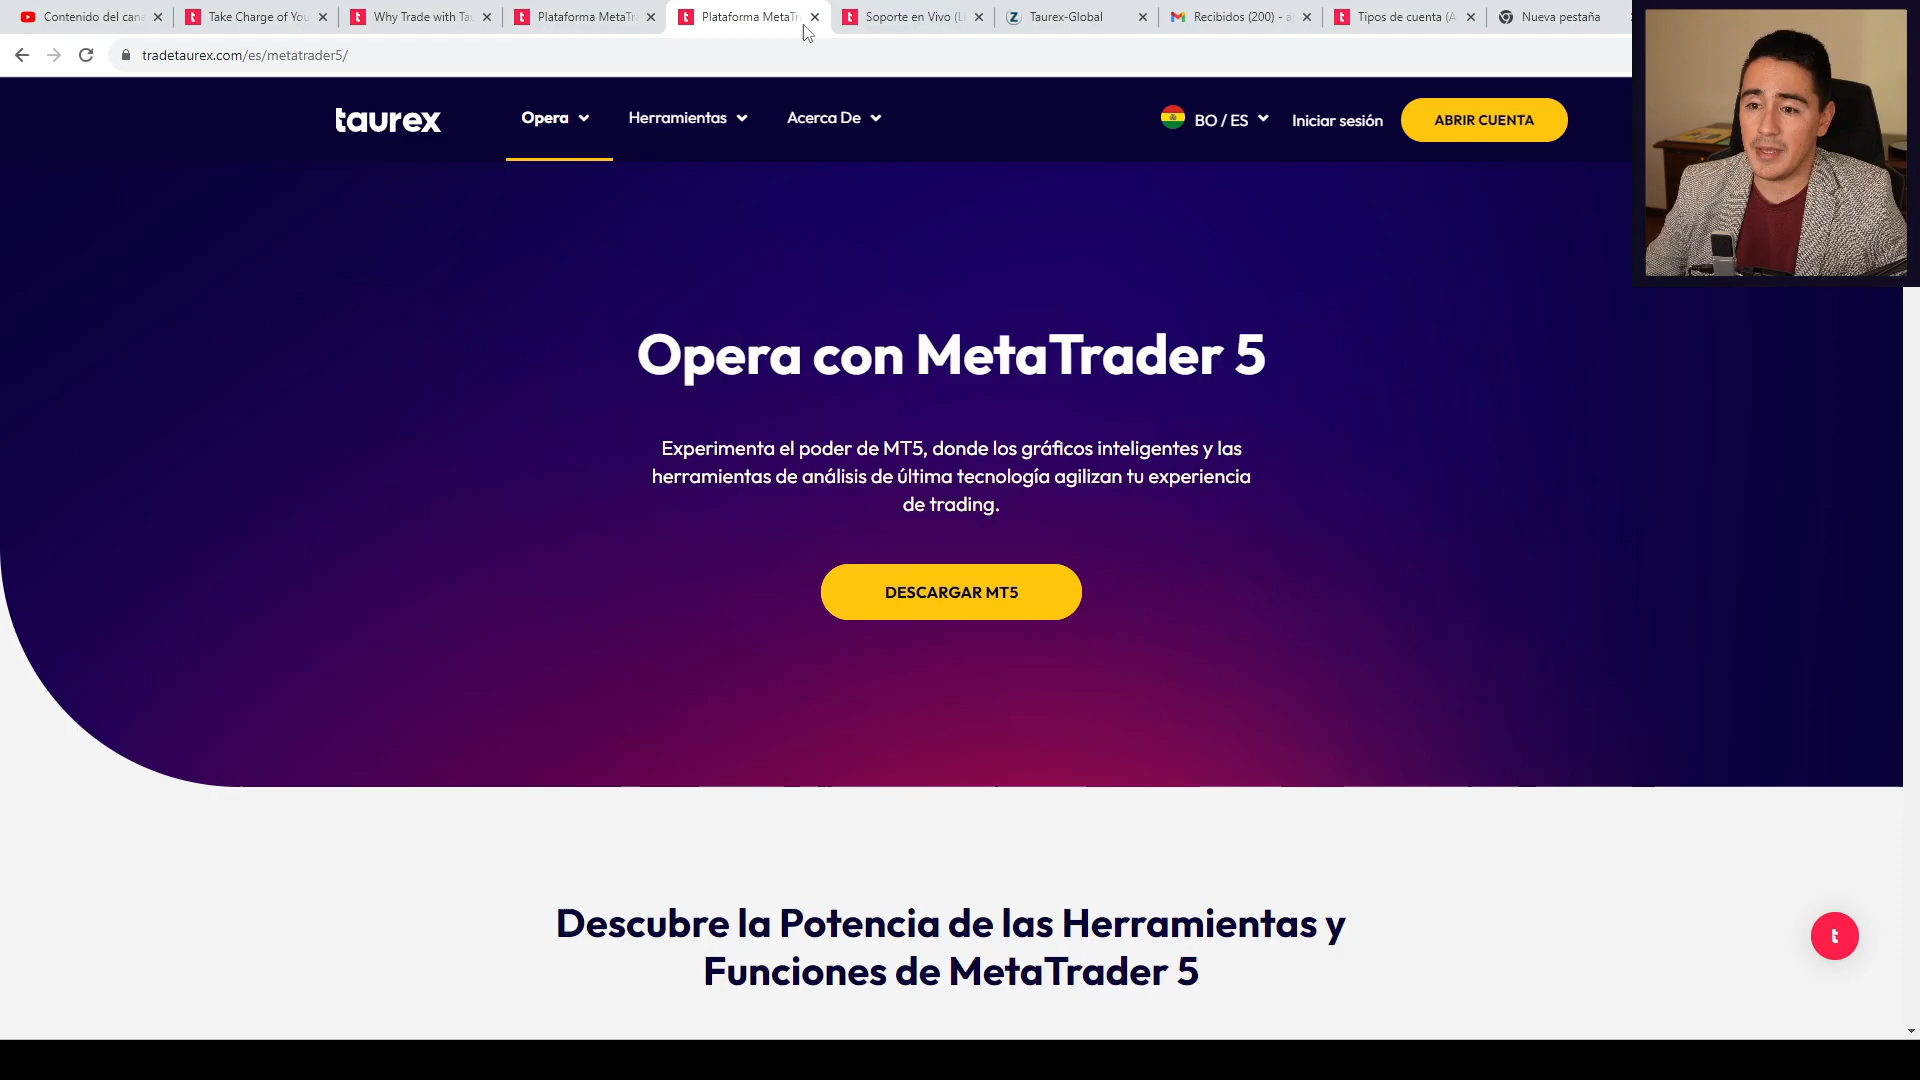 Contenido del cana
Take Charge of You
Why Trade with Tau
Plataforma MetaTr
Plataforma MetaTr
Soporte en Vivo (Li
Taurex-Global
Recibidos (200) - a
Tipos de cuenta (A
Nueva pestaña
tradetaurex.com/es/metatrader5/
taurex
Opera
Herramientas
Acerca De
BO / ES
Iniciar sesión
ABRIR CUENTA
Opera con MetaTrader 5
Experimenta el poder de MT5, donde los gráficos inteligentes y las
herramientas de análisis de última tecnología agilizan tu experiencia
de trading.
DESCARGAR MT5
Descubre la Potencia de las Herramientas y
Funciones de MetaTrader 5
t